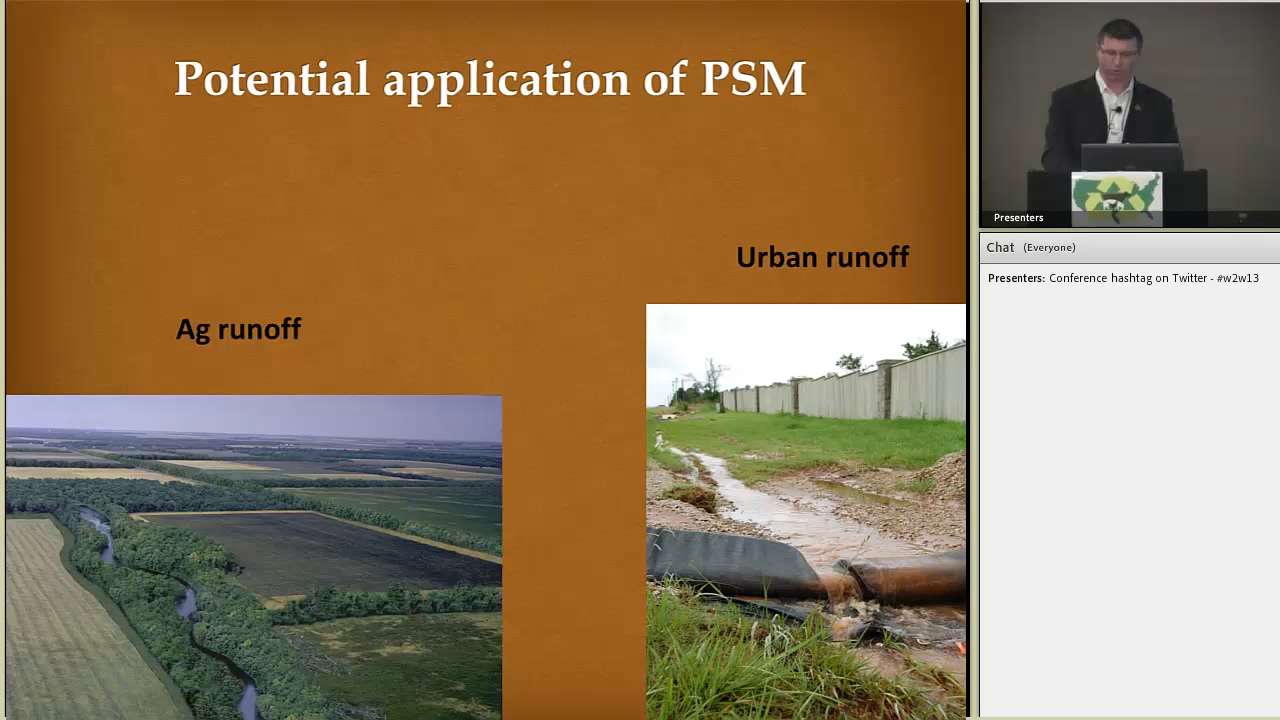 Potential application of PSM
Urban runoff
Ag runoff
Presenters
Chat (Everyone)
Presenters: Conference hashtag on Twitter - #w2w13